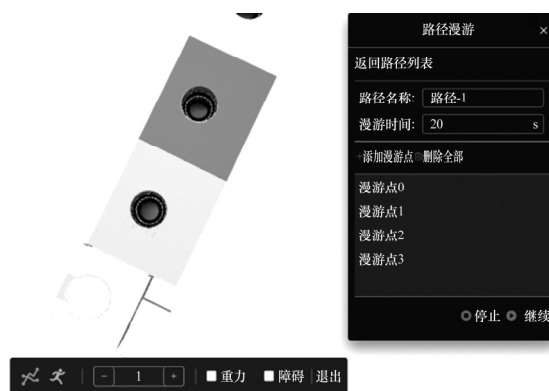 路径漫游 ×
返回路径列表
路径名称: 路径-1
漫游时间: 20 s
+添加漫游点 删除全部
漫游点0
漫游点1
漫游点2
漫游点3
停止 继续
- 1 + 重力 障碍 退出